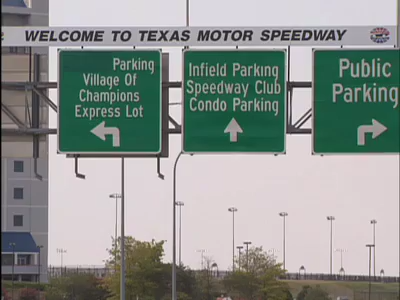 WELCOME TO TEXAS MOTOR SPEEDWAY
Parking
Village Of
Champions
Express Lot
Infield Parking
Speedway Club
Condo Parking
Public
Parking